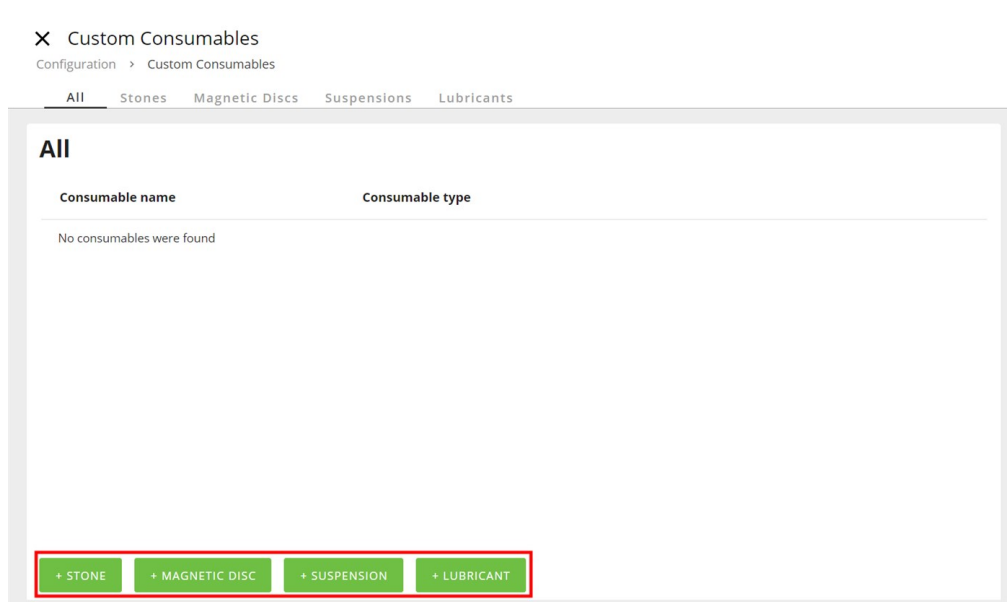 Custom Consumables
Configuration > Custom Consumables
All Stones Magnetic Discs Suspensions Lubricants
All
Consumable name Consumable type
No consumables were found
+ STONE + MAGNETIC DISC + SUSPENSION + LUBRICANT